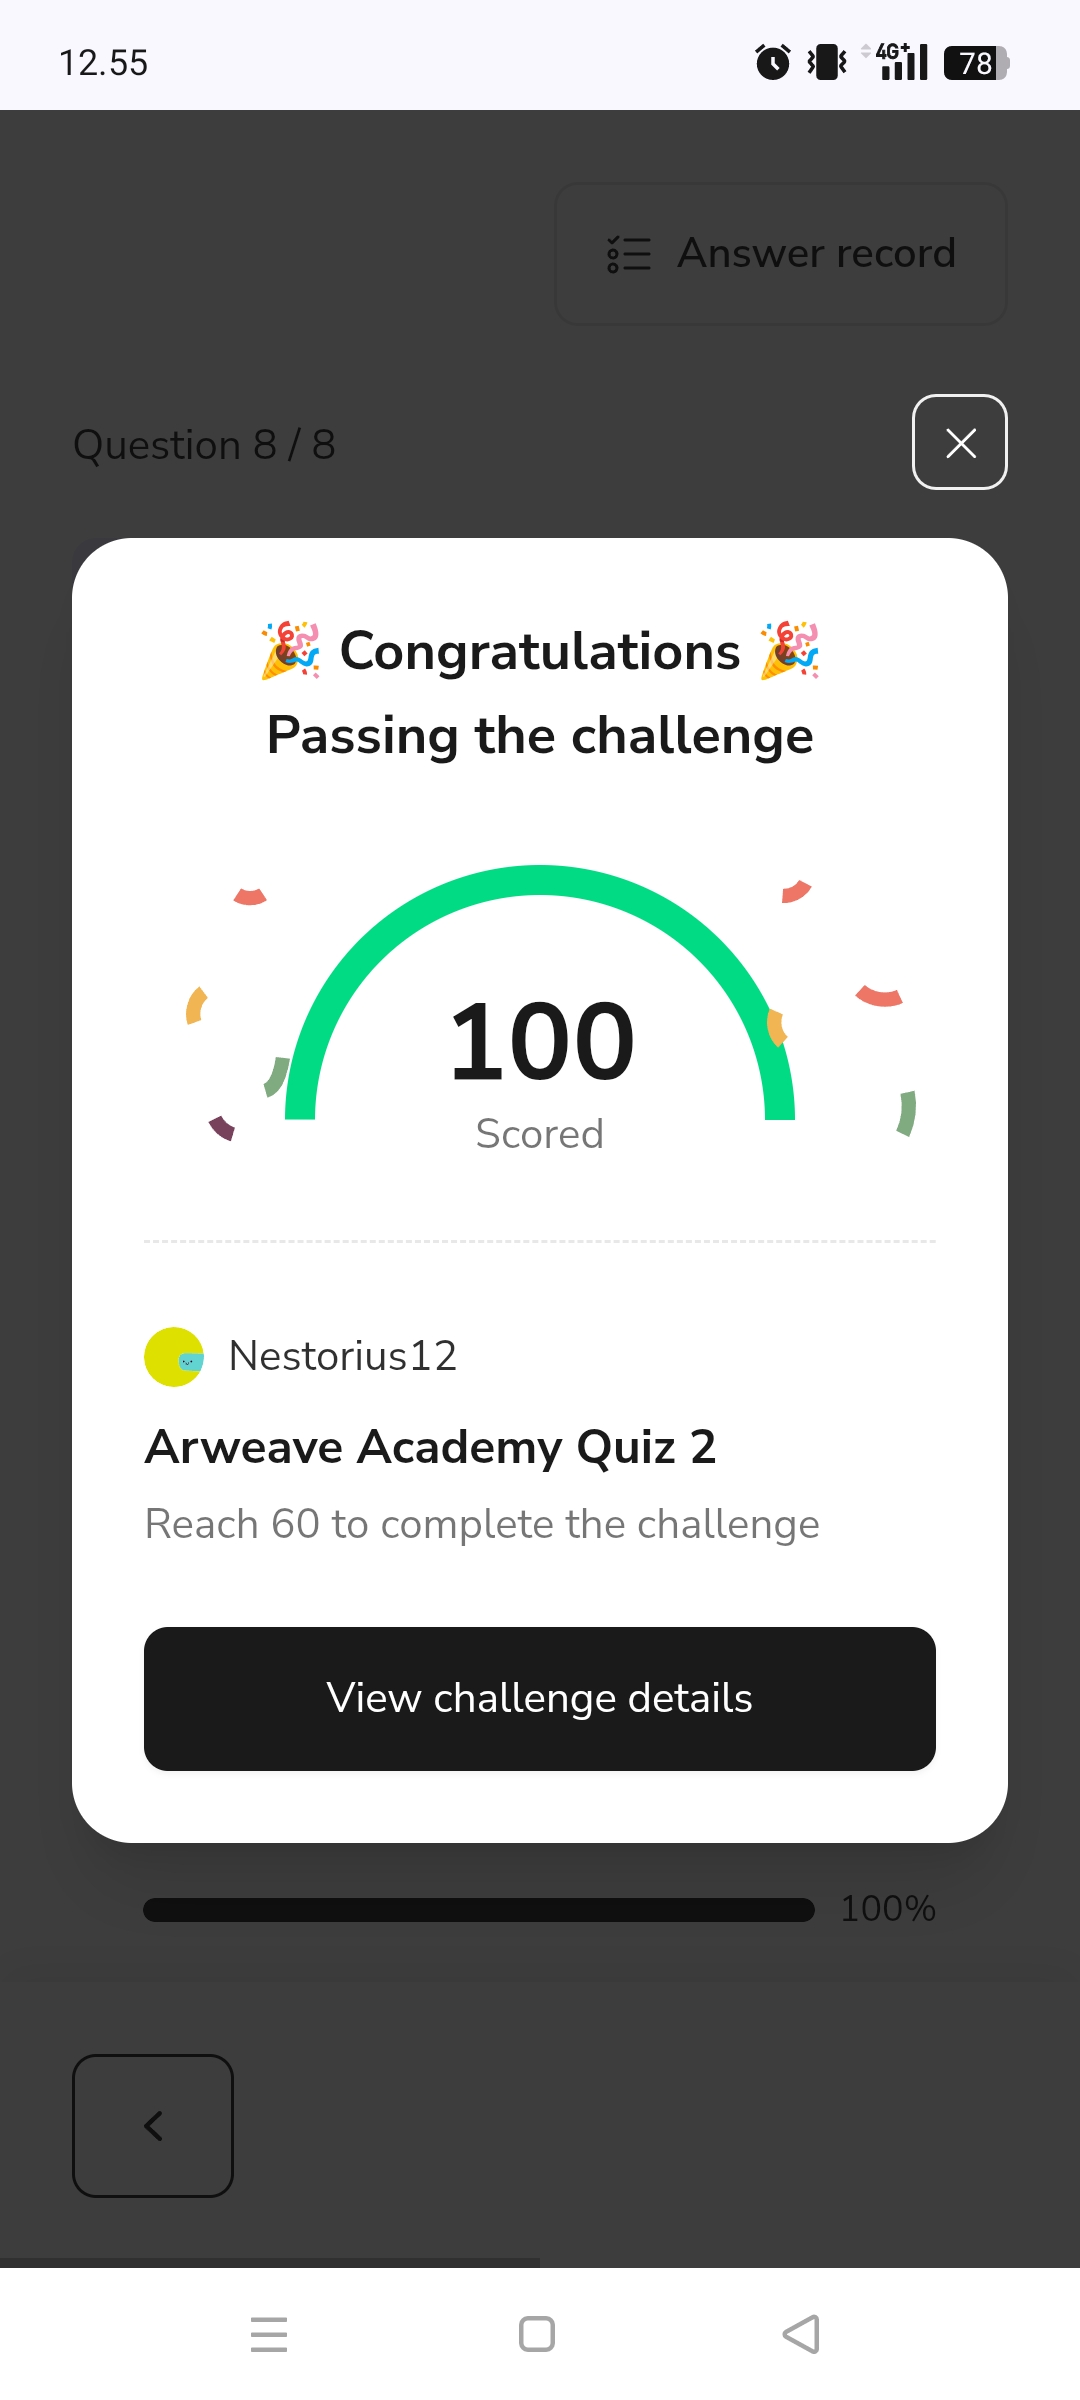 12.55
4G+
78
Answer record
Question 8 / 8
🎉 Congratulations 🎉
Passing the challenge
100
Scored
Nestorius12
Arweave Academy Quiz 2
Reach 60 to complete the challenge
View challenge details
100%